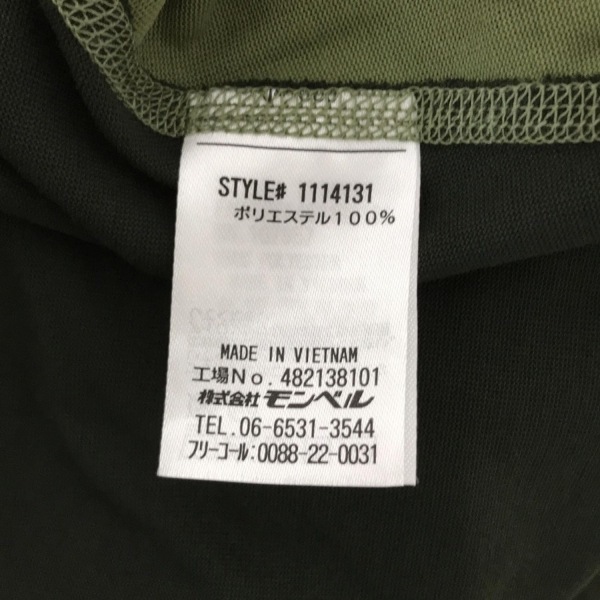 STYLE# 1114131
ポリエステル100%
MADE IN VIETNAM
工場No. 482138101
株式会社モンベル
TEL.06-6531-3544
フリーコール:0088-22-0031